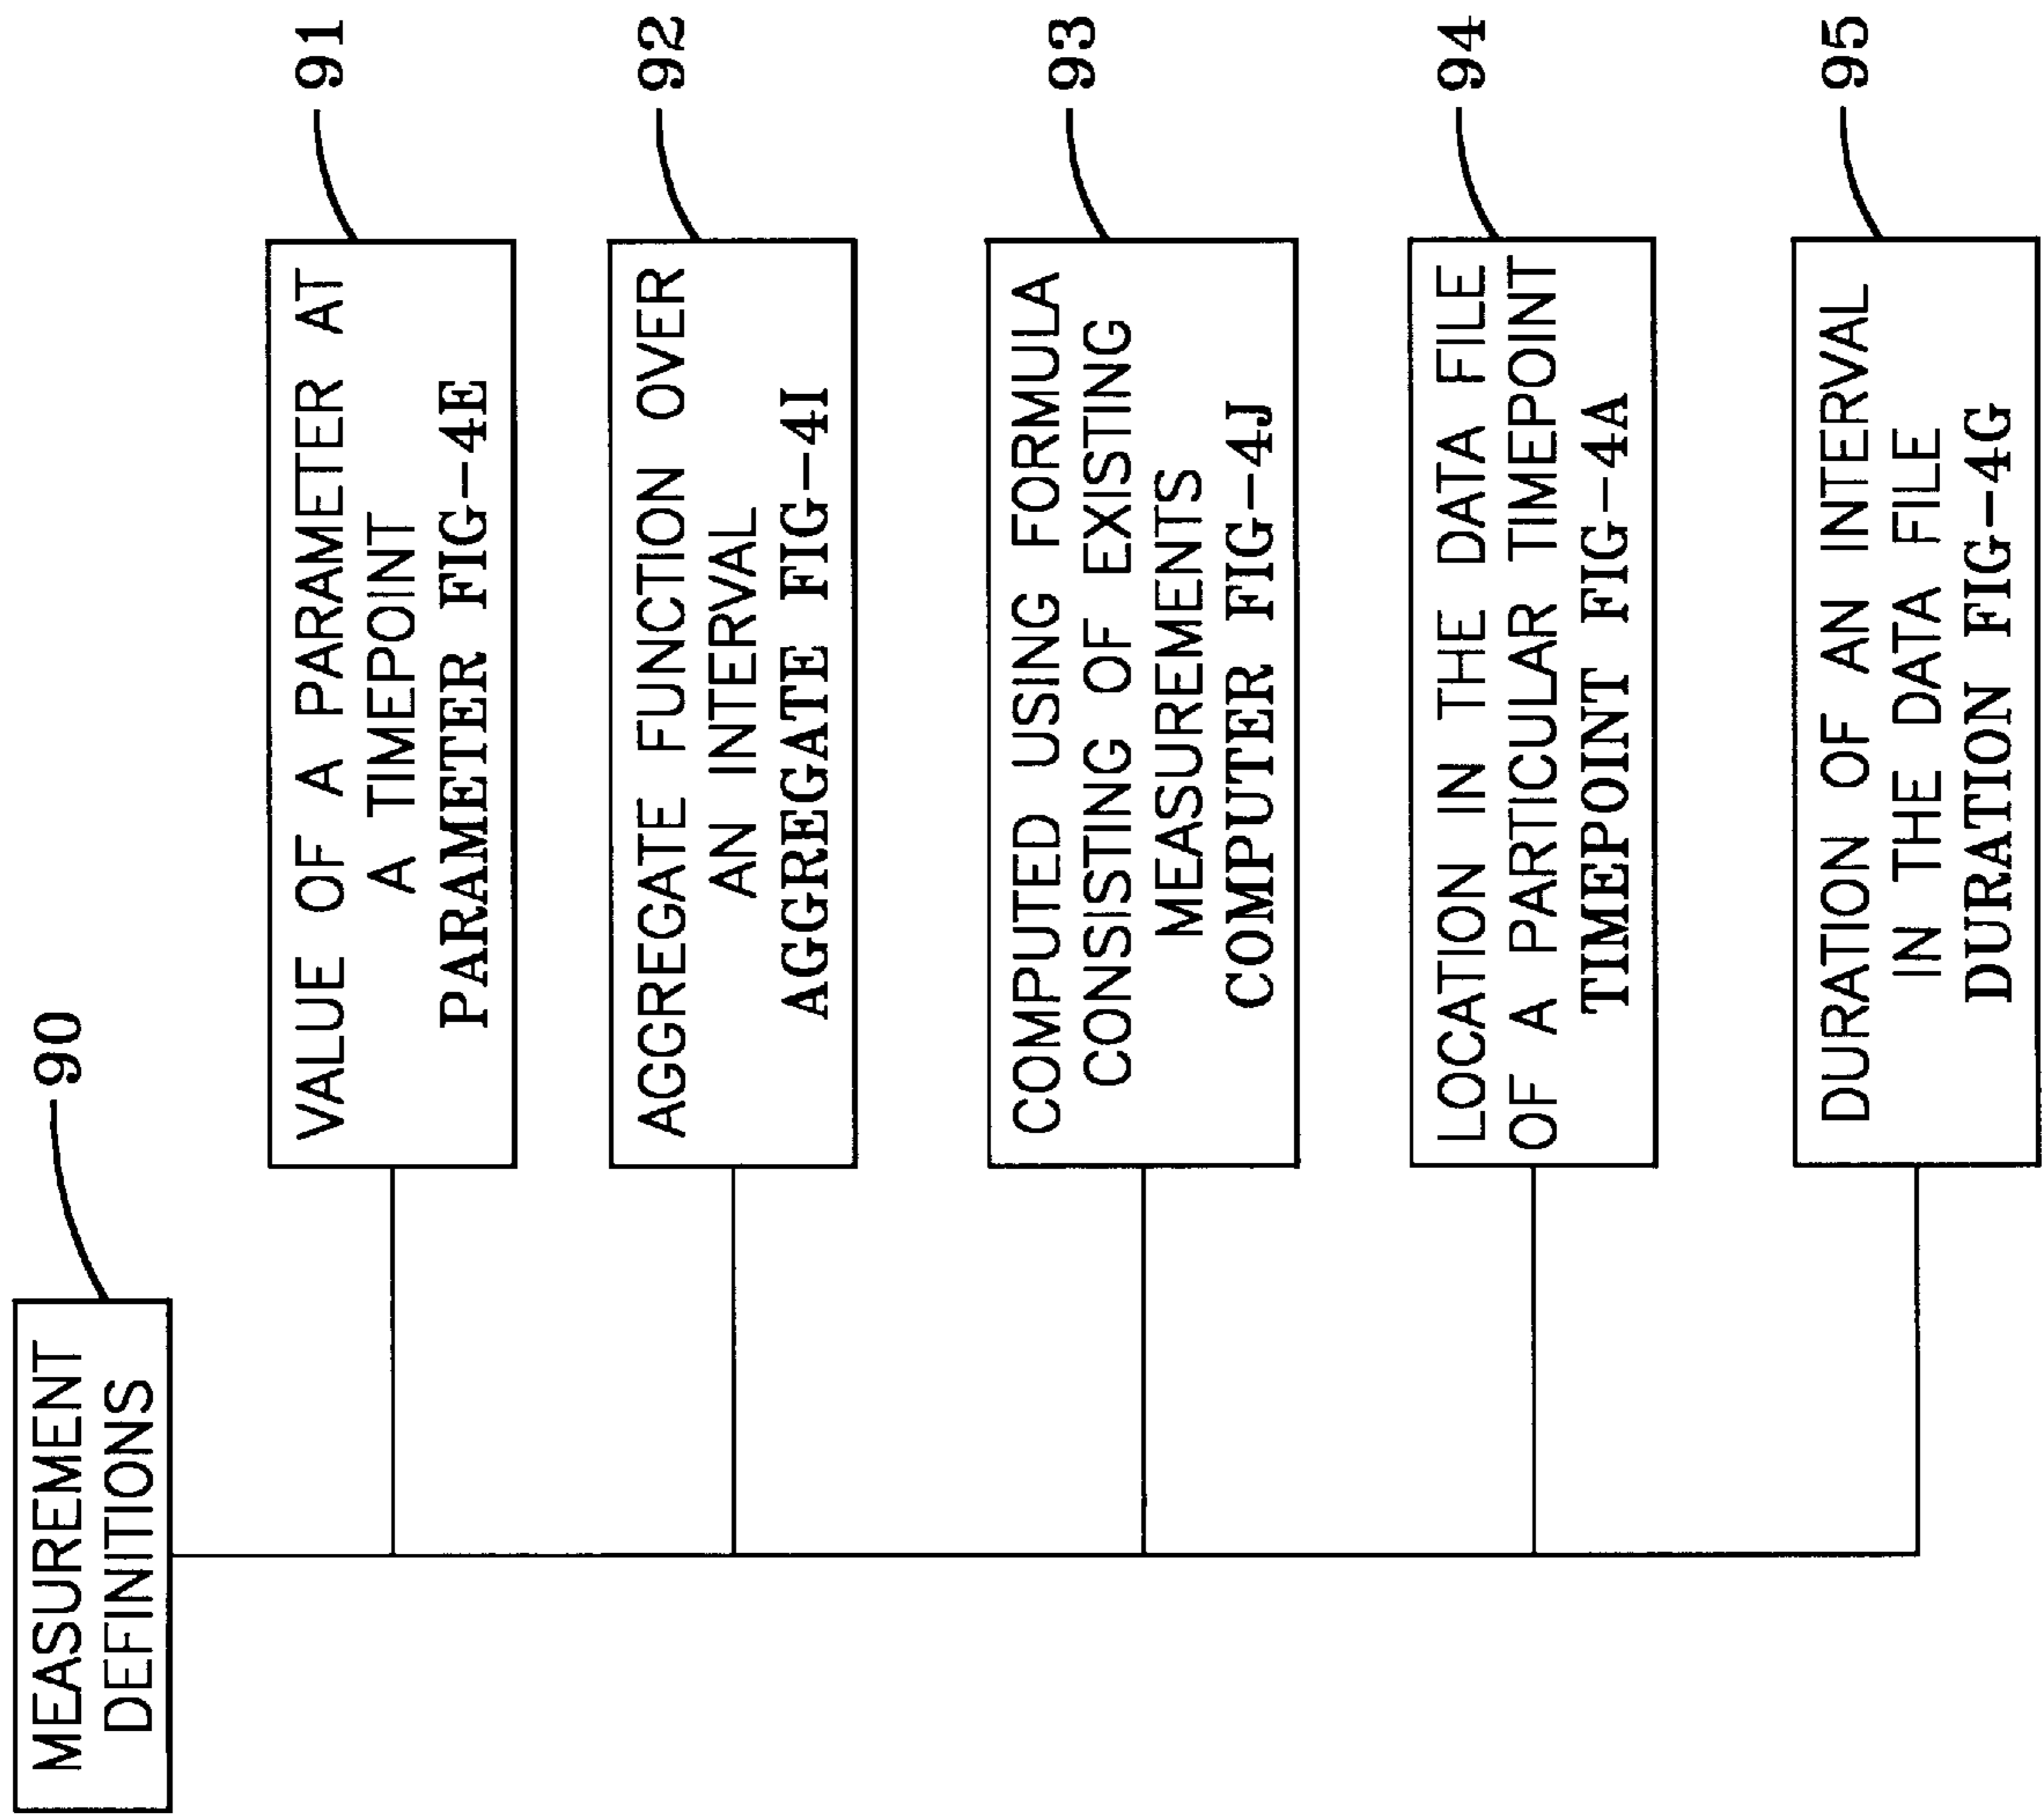 MEASUREMENT
DEFINITIONS
90
VALUE OF A PARAMETER AT
A TIMEPOINT
PARAMETER FIG-4E
91
AGGREGATE FUNCTION OVER
AN INTERVAL
AGGREGATE FIG-4I
92
COMPUTED USING FORMULA
CONSISTING OF EXISTING
MEASUREMENTS
COMPUTER FIG-4J
93
LOCATION IN THE DATA FILE
OF A PARTICULAR TIMEPOINT
TIMEPOINT FIG-4A
94
DURATION OF AN INTERVAL
IN THE DATA FILE
DURATION FIG-4G
95